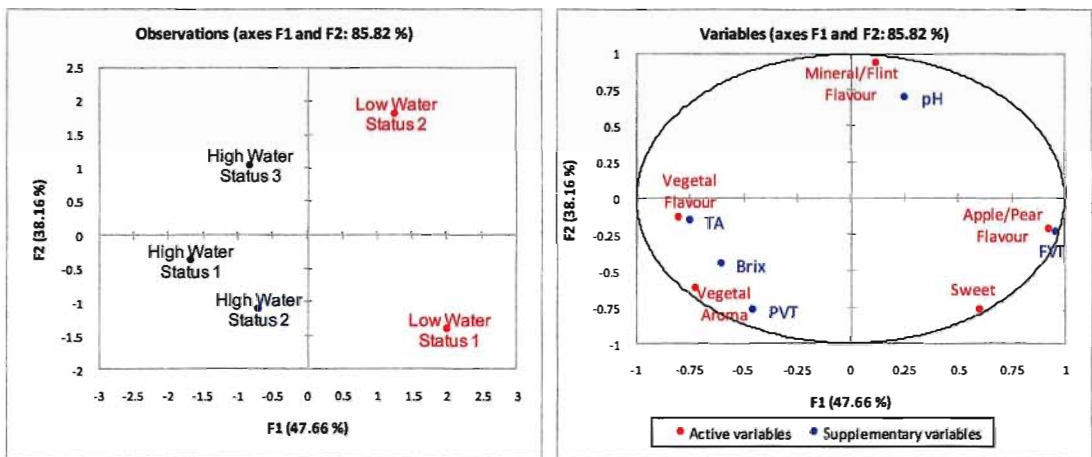 Observations (axes F1 and F2: 85.82 %)
2.5
2
1.5
1
0.5
0
-0.5
-1
-1.5
-2
F2 (38.16 %)
Low Water
Status 2
High Water
Status 3
High Water
Status 1
High Water
Status 2
Low Water
Status 1
-3 -2.5 -2 -1.5 -1 -0.5 0 0.5 1 1.5 2 2.5 3
F1 (47.66 %)
Variables (axes F1 and F2: 85.82 %)
1
0.75
0.5
0.25
0
-0.25
-0.5
-0.75
-1
F2 (38.16 %)
Mineral/Flint
Flavour
pH
Vegetal
Flavour
TA
Apple/Pear
Flavour
FVT
Brix
Vegetal
Aroma
PVT
Sweet
-1 -0.75 -0.5 -0.25 0 0.25 0.5 0.75 1
F1 (47.66 %)
Active variables Supplementary variables